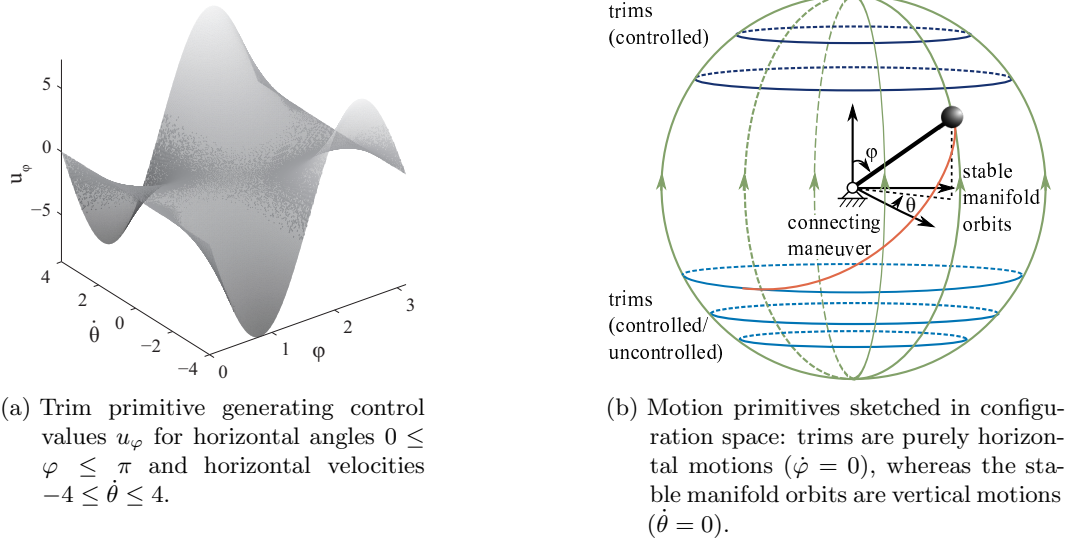 5
0
−5
u_φ
4
2
0
−2
−4
θ̇
0
1
2
3
φ
(a) Trim primitive generating control
values u_φ for horizontal angles 0 ≤
φ ≤ π and horizontal velocities
−4 ≤ θ̇ ≤ 4.
trims
(controlled)
φ
θ
stable
manifold
orbits
connecting
maneuver
trims
(controlled/
uncontrolled)
(b) Motion primitives sketched in configu-
ration space: trims are purely horizon-
tal motions (φ̇ = 0), whereas the sta-
ble manifold orbits are vertical motions
(θ̇ = 0).